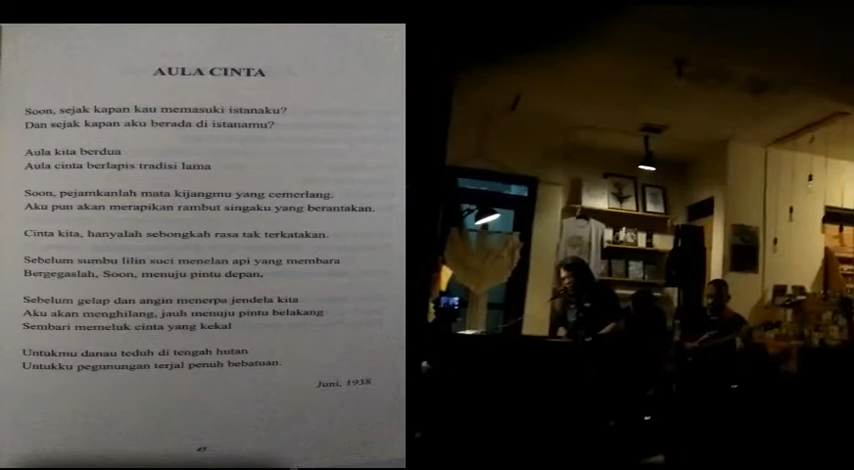 AULA CINTA
Soon, sejak kapan kau memasuki istanaku?
Dan sejak kapan aku berada di istanamu?
Aula kita berdua
Aula cinta berlapis tradisi lama
Soon, pejamkanlah mata kijangmu yang cemerlang.
Aku pun akan merapikan rambut singaku yang berantakan.
Cinta kita, hanyalah sebongkah rasa tak terkatakan.
Sebelum sumbu lilin suci menelan api yang membara
Bergegaslah, Soon, menuju pintu depan.
Sebelum gelap dan angin menerpa jendela kita
Aku akan menghilang, jauh menuju pintu belakang
Sembari memeluk cinta yang kekal
Untukmu danau teduh di tengah hutan
Untukku pegunungan terjal penuh bebatuan.
Juni, 1938
45